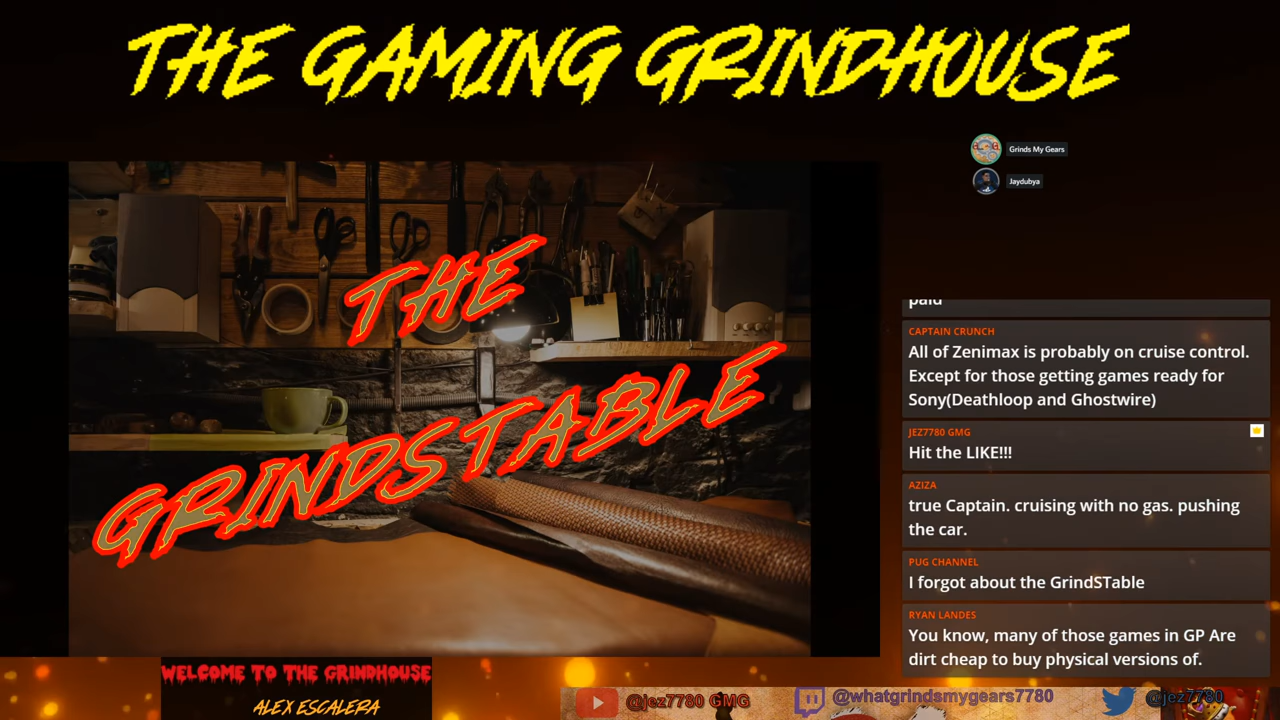 THE GAMING GRINDHOUSE
Grinds My Gears
Jaydubya
THE
GRINDSTABLE
paid
CAPTAIN CRUNCH
All of Zenimax is probably on cruise control.
Except for those getting games ready for
Sony(Deathloop and Ghostwire)
JEZ7780 GMG
Hit the LIKE!!!
AZIZA
true Captain. cruising with no gas. pushing
the car.
PUG CHANNEL
I forgot about the GrindSTable
RYAN LANDES
You know, many of those games in GP Are
dirt cheap to buy physical versions of.
WELCOME TO THE GRINDHOUSE
ALEX ESCALERA
@jez7780 GMG
@whatgrindsmygears7780
@jez7780